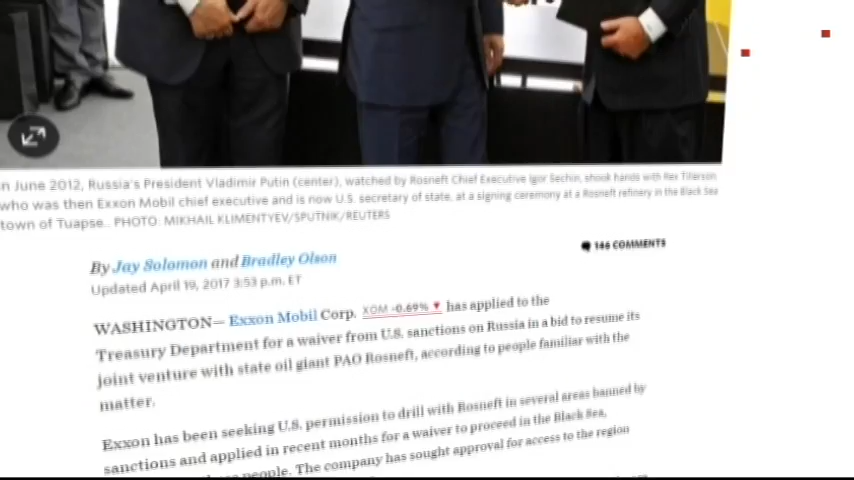 n June 2012, Russia's President Vladimir Putin (center), watched by Rosneft Chief Executive Igor Sechin, shook hands with Rex Tillerson
who was then Exxon Mobil chief executive and is now U.S. secretary of state, at a signing ceremony at a Rosneft refinery in the Black Sea
town of Tuapse.. PHOTO: MIKHAIL KLIMENTYEV/SPUTNIK/REUTERS
146 COMMENTS
By Jay Solomon and Bradley Olson
Updated April 19, 2017 3:53 p.m. ET
WASHINGTON— Exxon Mobil Corp. XOM -0.69% ▼ has applied to the
Treasury Department for a waiver from U.S. sanctions on Russia in a bid to resume its
joint venture with state oil giant PAO Rosneft, according to people familiar with the
matter.
Exxon has been seeking U.S. permission to drill with Rosneft in several areas banned by
sanctions and applied in recent months for a waiver to proceed in the Black Sea,
people. The company has sought approval for access to the region